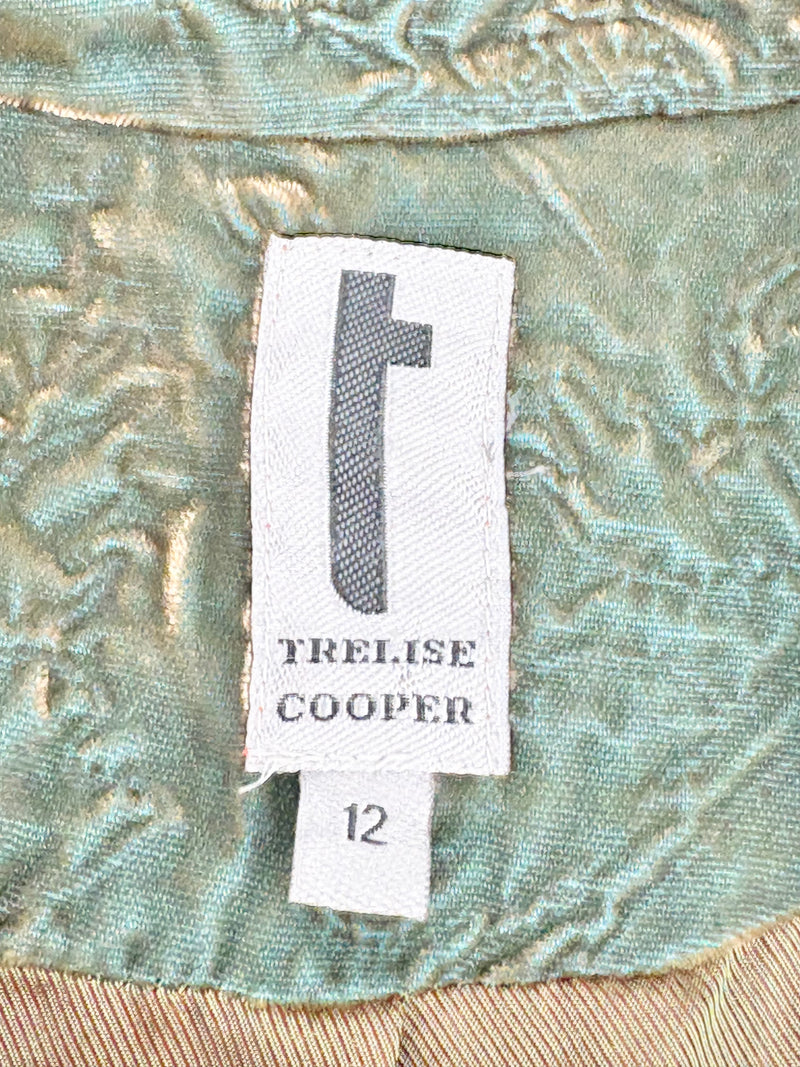 t
TRELISE
COOPER
12